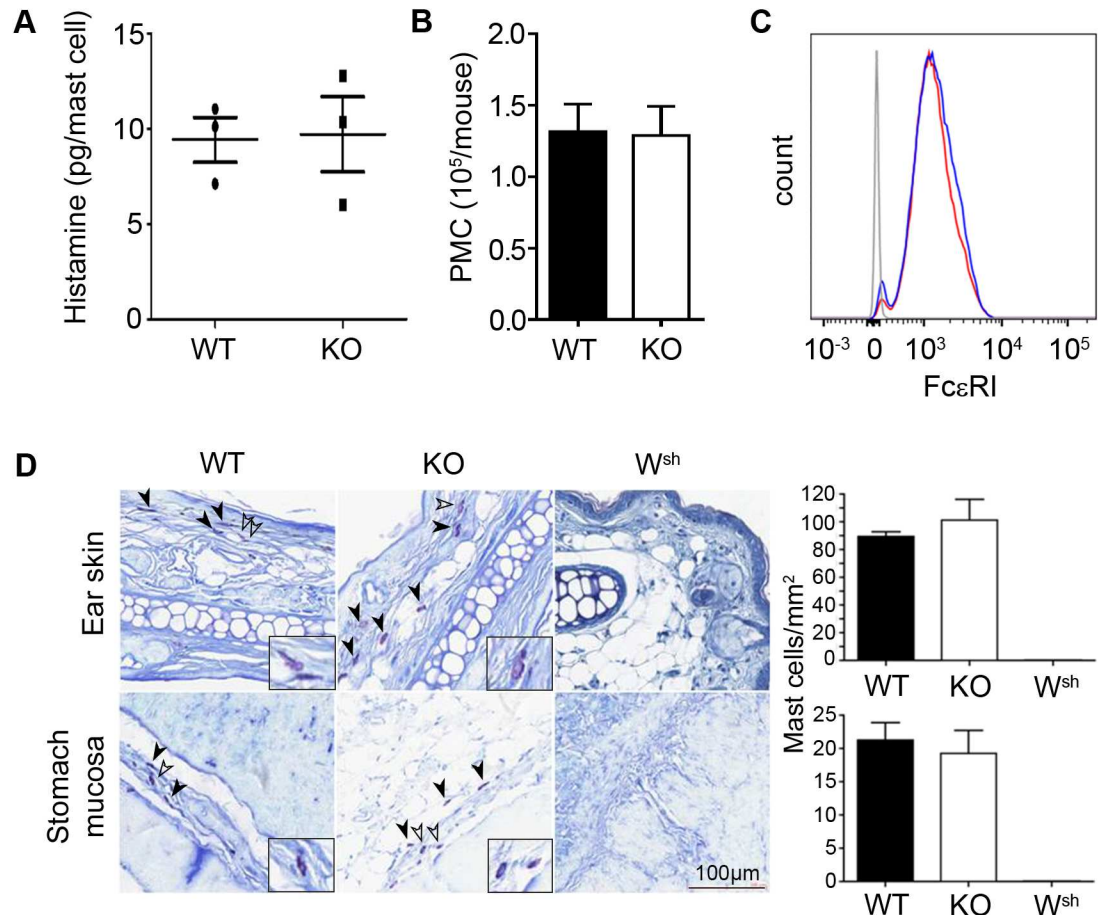 A
15
10
5
0
Histamine (pg/mast cell)
WT
KO
B
2.0
1.5
1.0
0.5
0.0
PMC (10⁵/mouse)
WT
KO
C
count
10⁻³ 0 10³ 10⁴ 10⁵
FcεRI
D
WT
KO
Wˢʰ
Ear skin
Stomach
mucosa
100µm
Mast cells/mm²
120
100
80
60
40
20
0
WT
KO
Wˢʰ
25
20
15
10
5
0
WT
KO
Wˢʰ